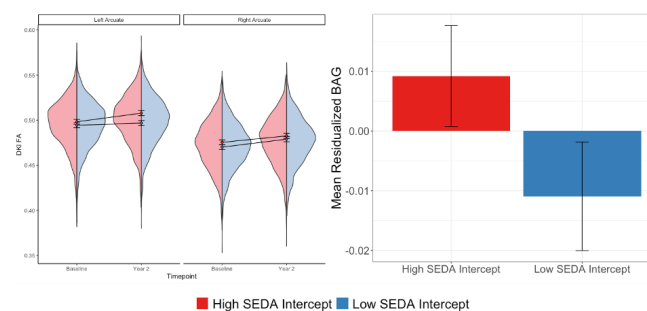 Left Arcuate
Right Arcuate
0.60
0.55
0.50
0.45
0.40
0.35
DKI FA
Baseline
Year 2
Baseline
Year 2
Timepoint
Mean Residualized BAG
0.01
0.00
-0.01
-0.02
High SEDA Intercept
Low SEDA Intercept
High SEDA Intercept Low SEDA Intercept